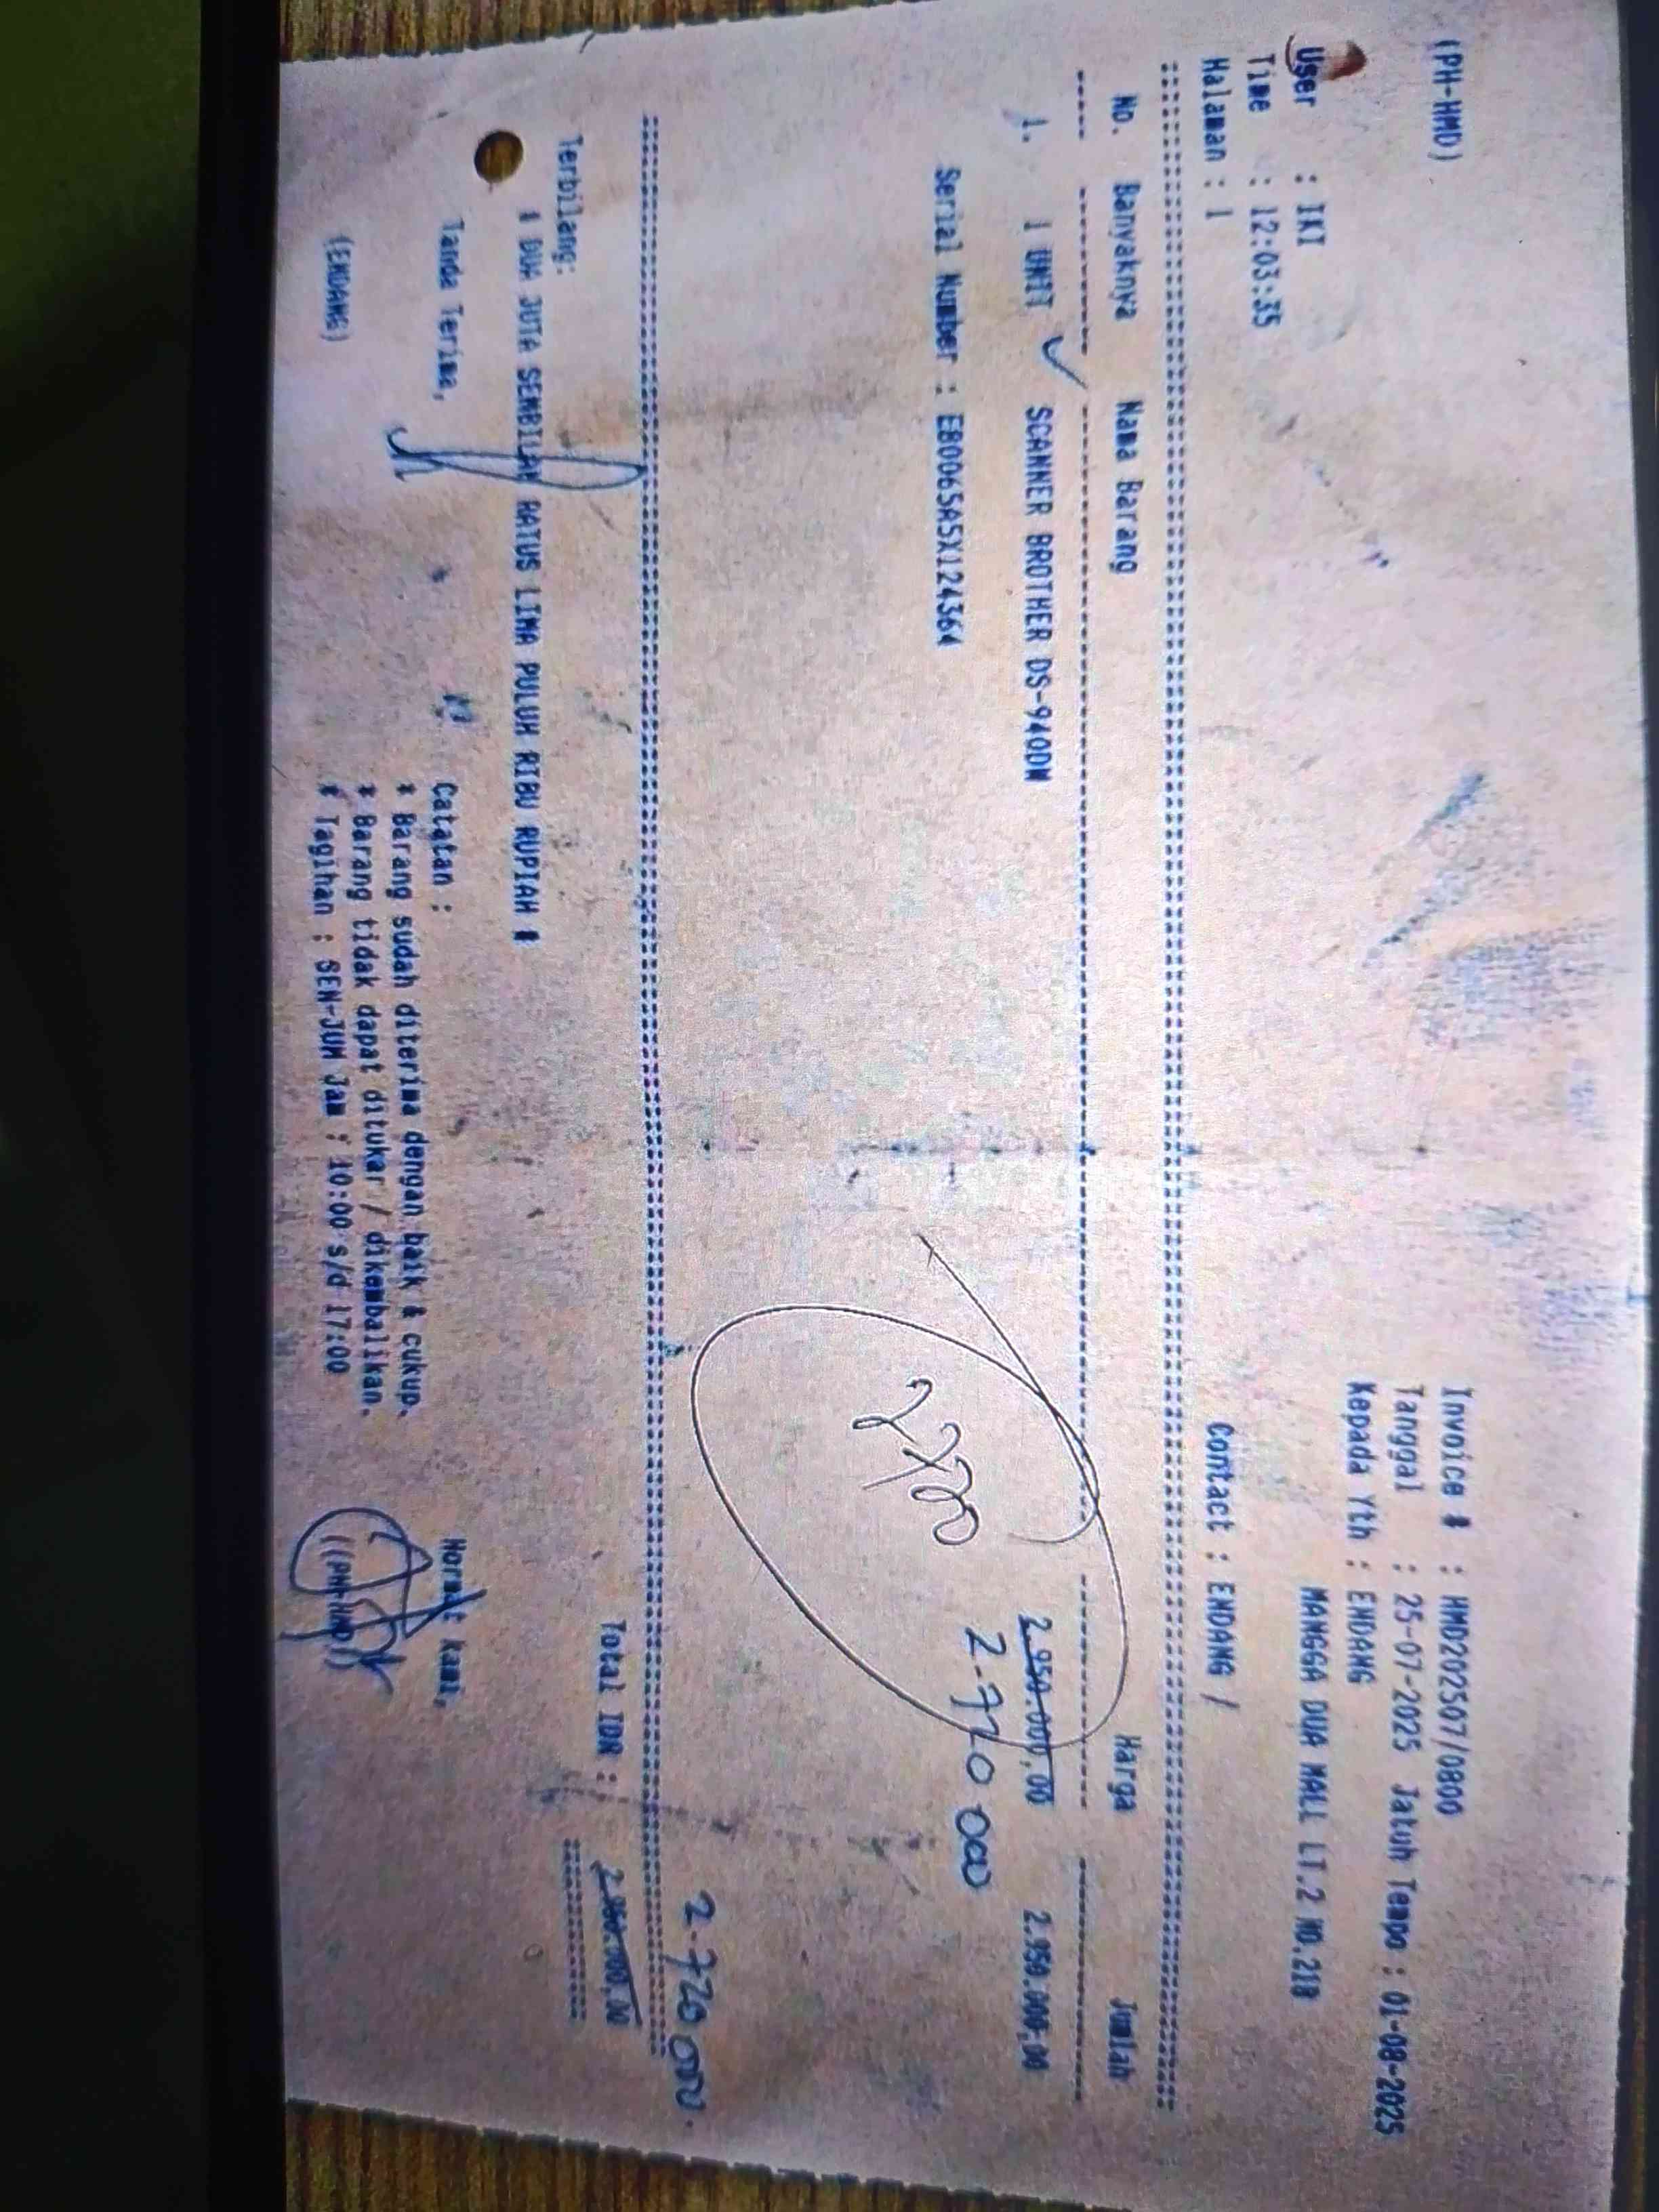 (PH-HMD)
Invoice # : HMD202507/0800
Tanggal : 25-07-2025 Jatuh Tempo : 01-08-2025
Kepada Yth : ENDANG
User : IKI
MANGGA DUA MALL LT.2 NO.21B
Time : 12:03:35
Halaman : 1
Contact : ENDANG /
No. Banyaknya Nama Barang Harga Jumlah
1. 1 UNIT SCANNER BROTHER DS-940DW 2.950.000,00 2.950.000,00
2.720 000
Serial Number : E80065A5X124364
2.720 000.
Total IDR : 2.950.000,00
Terbilang:
# DUA JUTA SEMBILAN RATUS LIMA PULUH RIBU RUPIAH #
Tanda Terima, Catatan : Hormat kami,
* Barang sudah diterima dengan baik & cukup.
* Barang tidak dapat ditukar / dikembalikan.
(ENDANG) * Tagihan : SEN-JUM Jam : 10:00 s/d 17:00 ((PH-HMD))